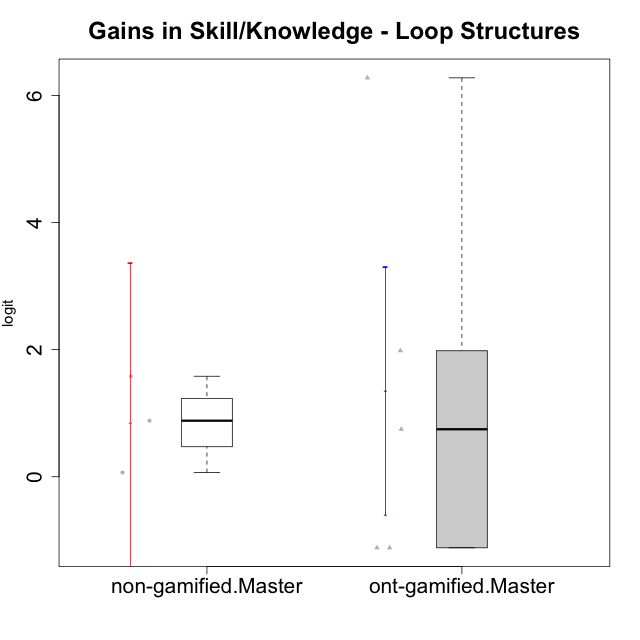 Gains in Skill/Knowledge - Loop Structures
logit
6
4
2
0
non-gamified.Master
ont-gamified.Master